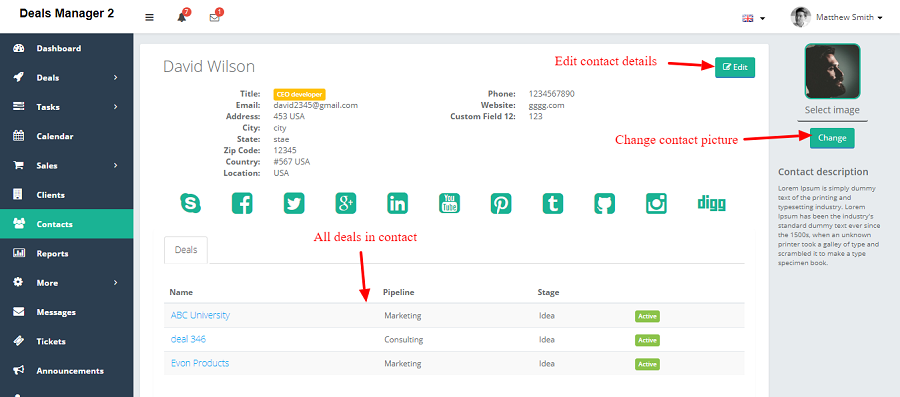 Deals Manager 2
7
1
Matthew Smith
Dashboard
Deals
Tasks
Calendar
Sales
Clients
Contacts
Reports
More
Messages
Tickets
Announcements
David Wilson
Edit contact details
Edit
Title: CEO developer
Email: david2345@gmail.com
Address: 453 USA
City: city
State: stae
Zip Code: 12345
Country: #567 USA
Location: USA
Phone: 1234567890
Website: gggg.com
Custom Field 12: 123
You
Tube
digg
Deals
All deals in contact
Name Pipeline Stage
ABC University Marketing Idea Active
deal 346 Consulting Idea Active
Evon Products Marketing Idea Active
Select image
Change contact picture
Change
Contact description
Lorem Ipsum is simply dummy
text of the printing and
typesetting industry. Lorem
Ipsum has been the industry's
standard dummy text ever since
the 1500s, when an unknown
printer took a galley of type and
scrambled it to make a type
specimen book.